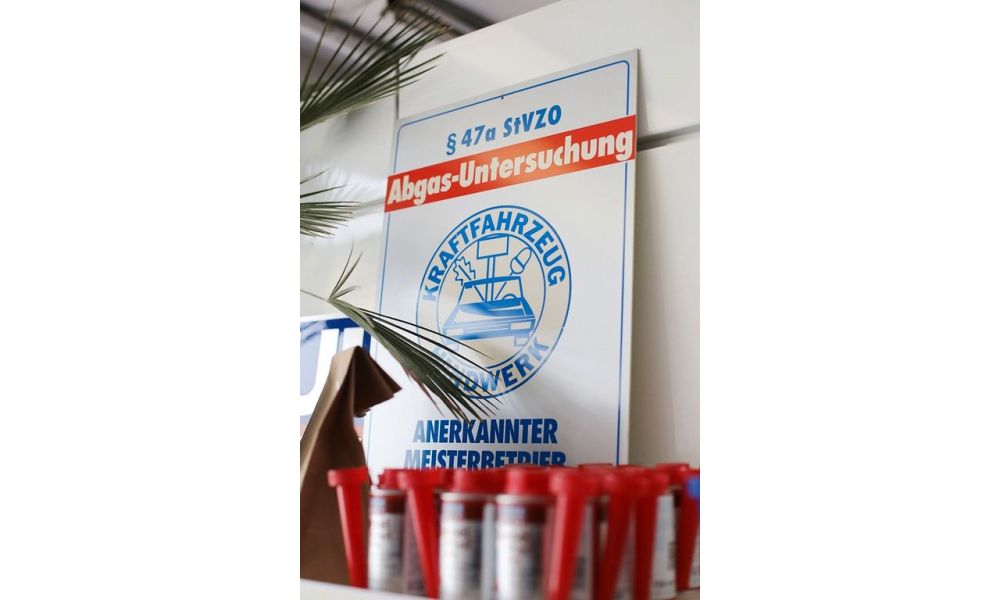 § 47a StVZO
Abgas-Untersuchung
KRAFTFAHRZEUG
ANERKANNTER
MEISTERBETRIEB